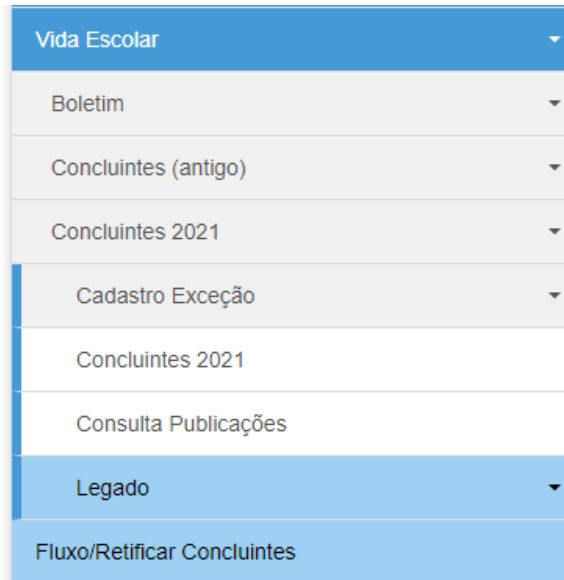 Vida Escolar
Boletim
Concluintes (antigo)
Concluintes 2021
Cadastro Exceção
Concluintes 2021
Consulta Publicações
Legado
Fluxo/Retificar Concluintes